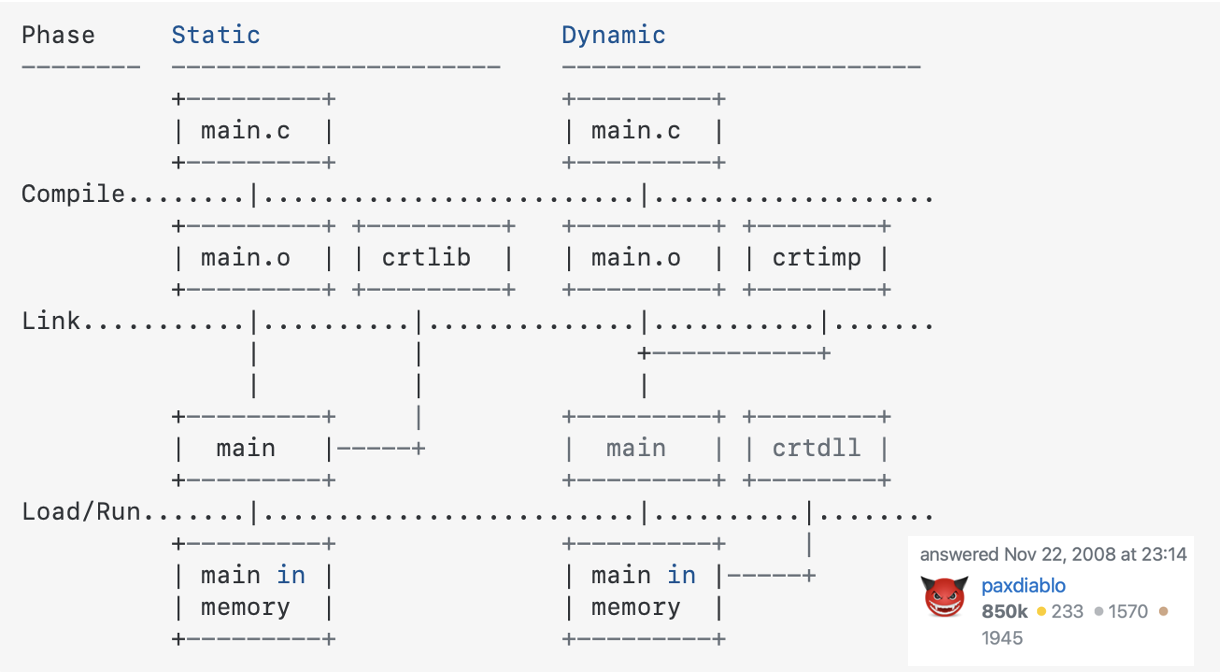 Phase    Static                    Dynamic
--------  ----------------------    ------------------------
          +---------+               +---------+
          | main.c  |               | main.c  |
          +---------+               +---------+
Compile........|.........................|...................
          +---------+ +---------+   +---------+ +--------+
          | main.o  | | crtlib  |   | main.o  | | crtimp |
          +---------+ +---------+   +---------+ +--------+
Link...........|..........|..............|...........|.......
               |          |              +-----------+
               |          |              |
          +---------+     |         +---------+ +--------+
          |  main   |-----+         |  main   | | crtdll |
          +---------+               +---------+ +--------+
Load/Run.......|.........................|..........|........
          +---------+               +---------+     |
          | main in |               | main in |-----+
          | memory  |               | memory  |
          +---------+               +---------+
answered Nov 22, 2008 at 23:14
paxdiablo
850k 233 1570
1945